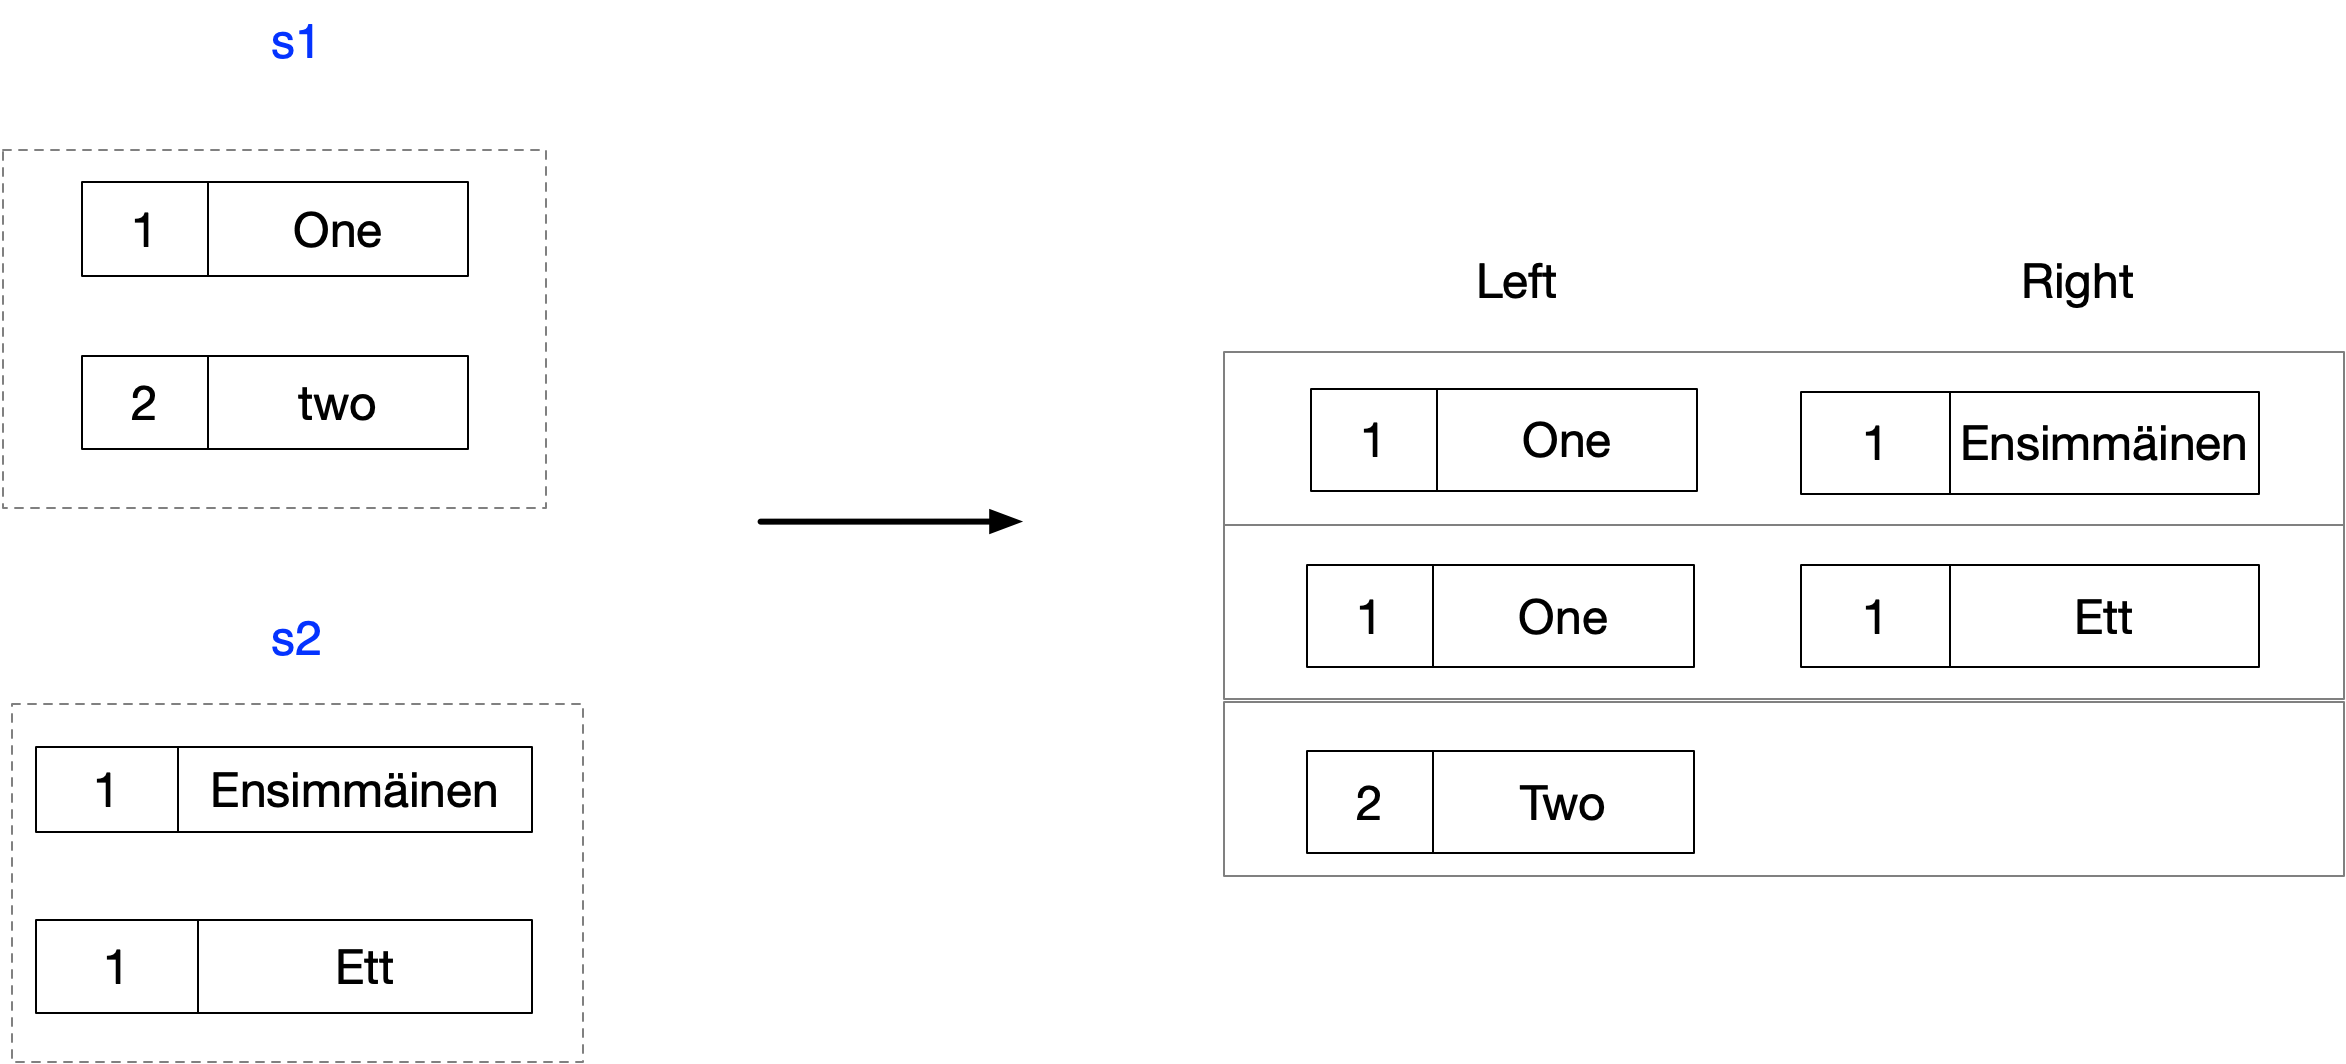 s1
1 One
2 two
s2
1 Ensimmäinen
1 Ett
Left Right
1 One 1 Ensimmäinen
1 One 1 Ett
2 Two